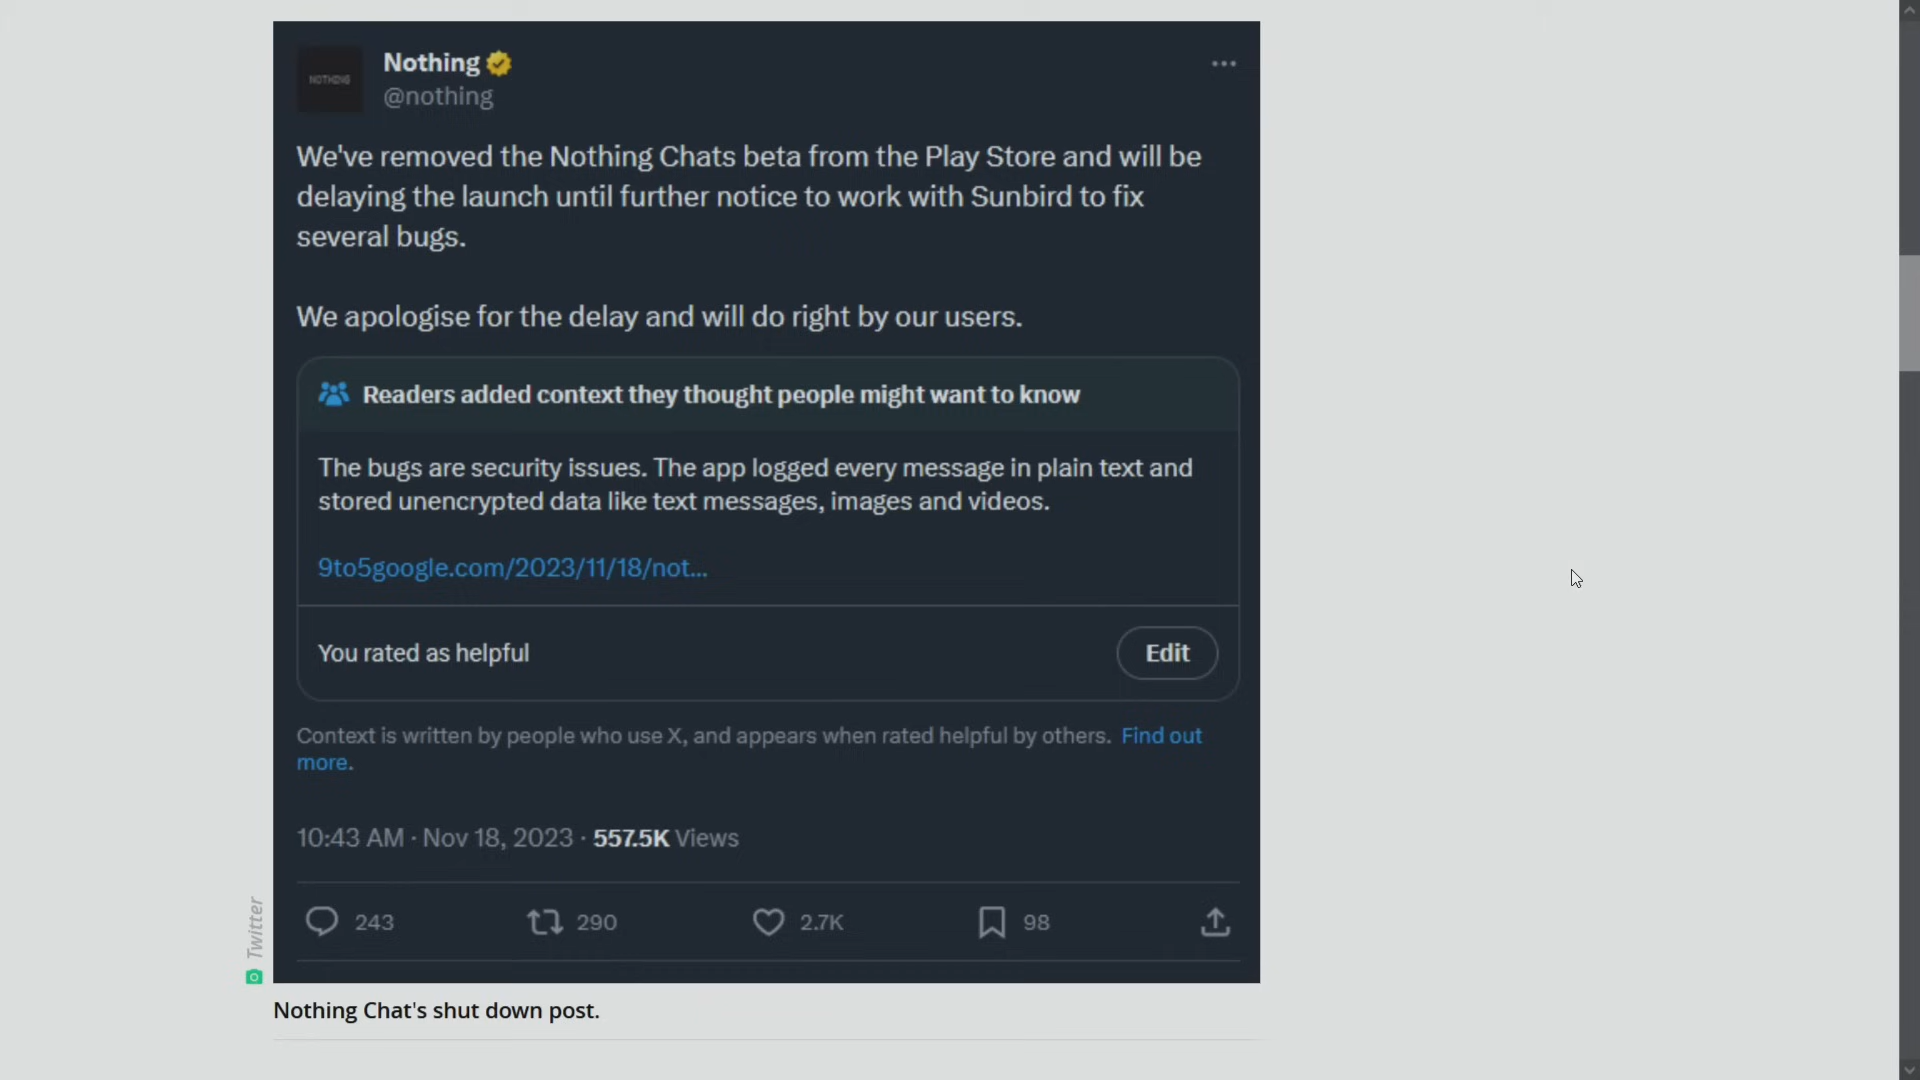 Nothing
@nothing
NOTHING
We've removed the Nothing Chats beta from the Play Store and will be
delaying the launch until further notice to work with Sunbird to fix
several bugs.
We apologise for the delay and will do right by our users.
Readers added context they thought people might want to know
The bugs are security issues. The app logged every message in plain text and
stored unencrypted data like text messages, images and videos.
9to5google.com/2023/11/18/not...
You rated as helpful
Edit
Context is written by people who use X, and appears when rated helpful by others. Find out
more.
10:43 AM · Nov 18, 2023 · 557.5K Views
243 290 2.7K 98
Twitter
Nothing Chat's shut down post.